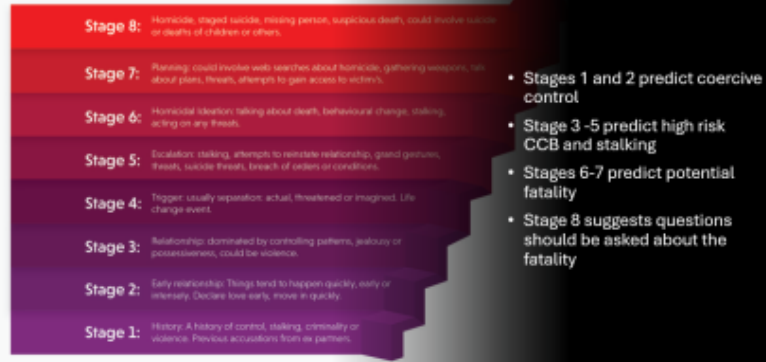 Stage 8: Homicide, staged suicide, missing person, suspicious death, could involve suicide
or deaths of children or others.
Stage 7: Planning: could involve web searches about homicide, gathering weapons, talk
about plans, threats, attempts to gain access to victim/s.
Stage 6: Homicidal Ideation: talking about death, behavioural change, stalking,
acting on any threats.
Stage 5: Escalation: stalking, attempts to reinstate relationship, grand gestures,
threats, suicide threats, breach of orders or conditions.
Stage 4: Trigger: usually separation: actual, threatened or imagined. Life
change event.
Stage 3: Relationship: dominated by controlling patterns, jealousy or
possessiveness, could be violence.
Stage 2: Early relationship: Things tend to happen quickly, early or
intensely. Declare love early, move in quickly.
Stage 1: History: A history of control, stalking, criminality or
violence. Previous accusations from ex partners.
• Stages 1 and 2 predict coercive
control
• Stage 3 -5 predict high risk
CCB and stalking
• Stages 6-7 predict potential
fatality
• Stage 8 suggests questions
should be asked about the
fatality